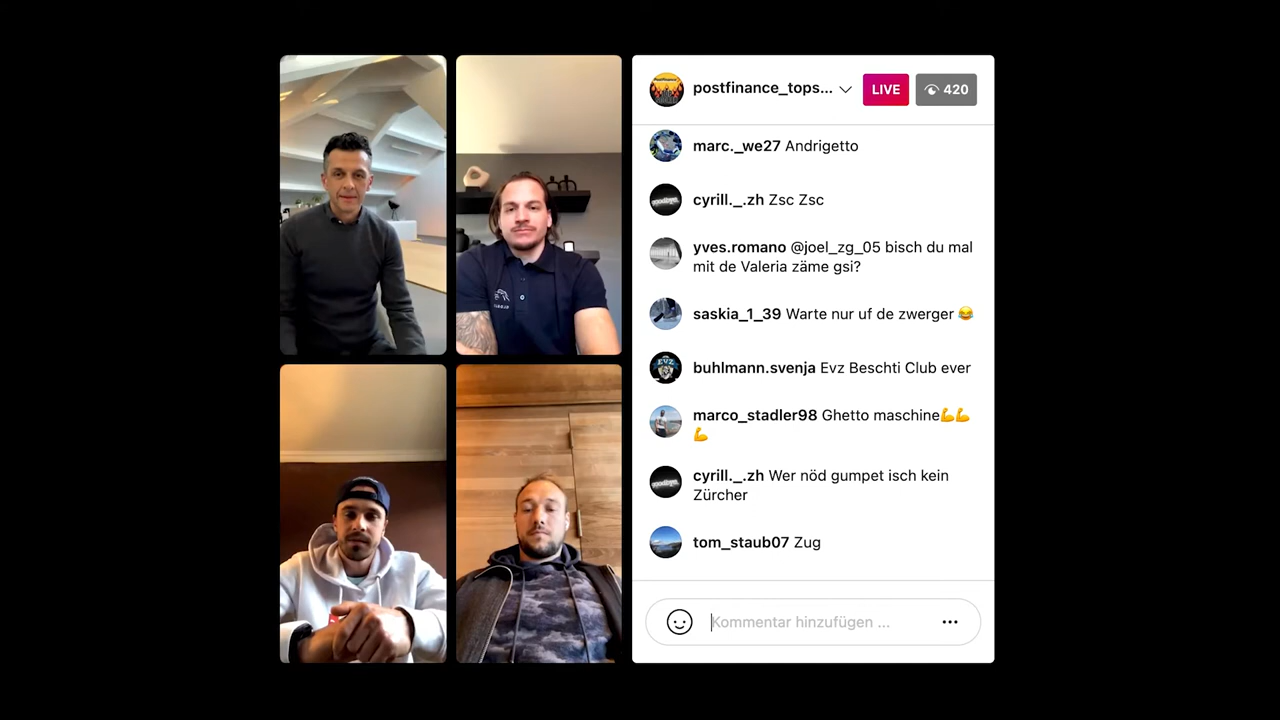 postfinance_tops...
LIVE
420
marc._we27 Andrigetto
cyrill._.zh Zsc Zsc
yves.romano @joel_zg_05 bisch du mal
mit de Valeria zäme gsi?
saskia_1_39 Warte nur uf de zwerger 😂
EVZ
buhlmann.svenja Evz Beschti Club ever
marco_stadler98 Ghetto maschine💪💪
💪
cyrill._.zh Wer nöd gumpet isch kein
Zürcher
tom_staub07 Zug
Kommentar hinzufügen ...